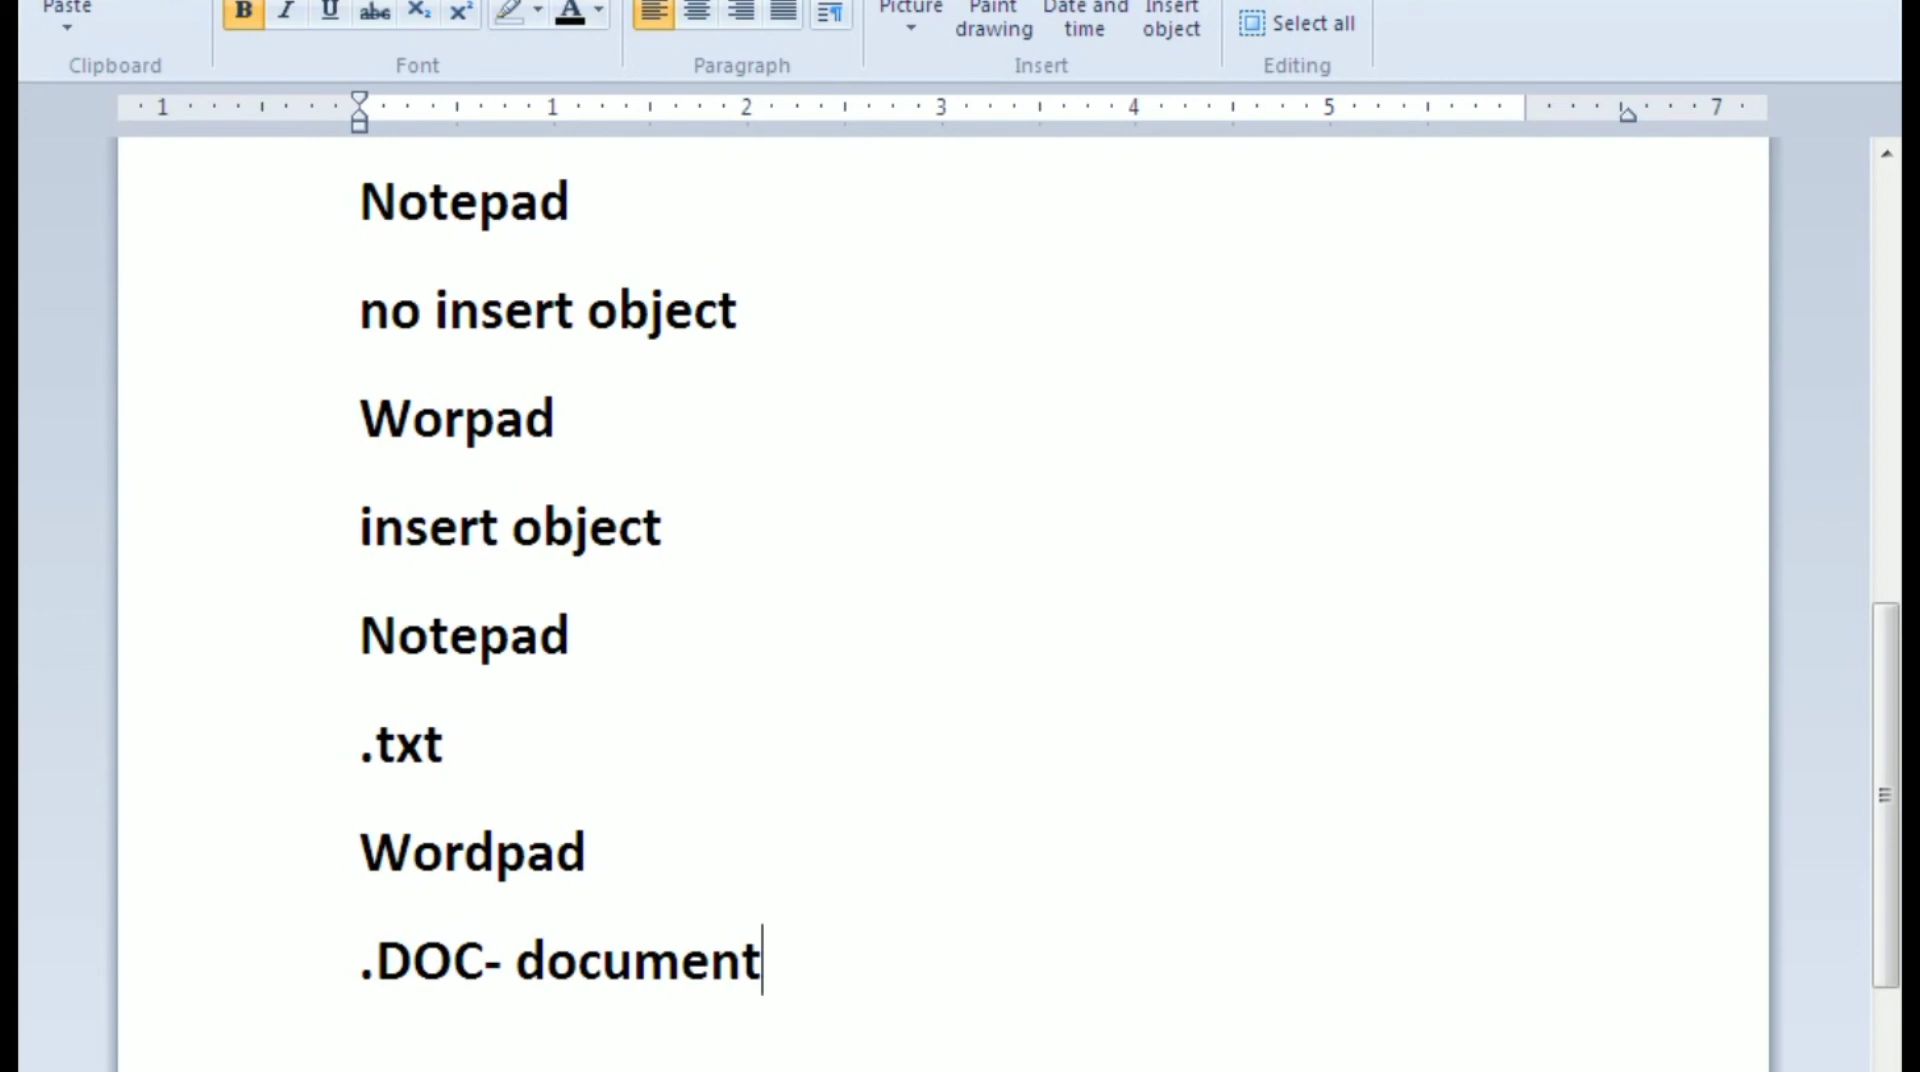 Paste
B I U abc X₂ X² A
Picture Paint drawing Date and time Insert object
Select all
Clipboard Font Paragraph Insert Editing
1 1 2 3 4 5 7
Notepad
no insert object
Worpad
insert object
Notepad
.txt
Wordpad
.DOC- document